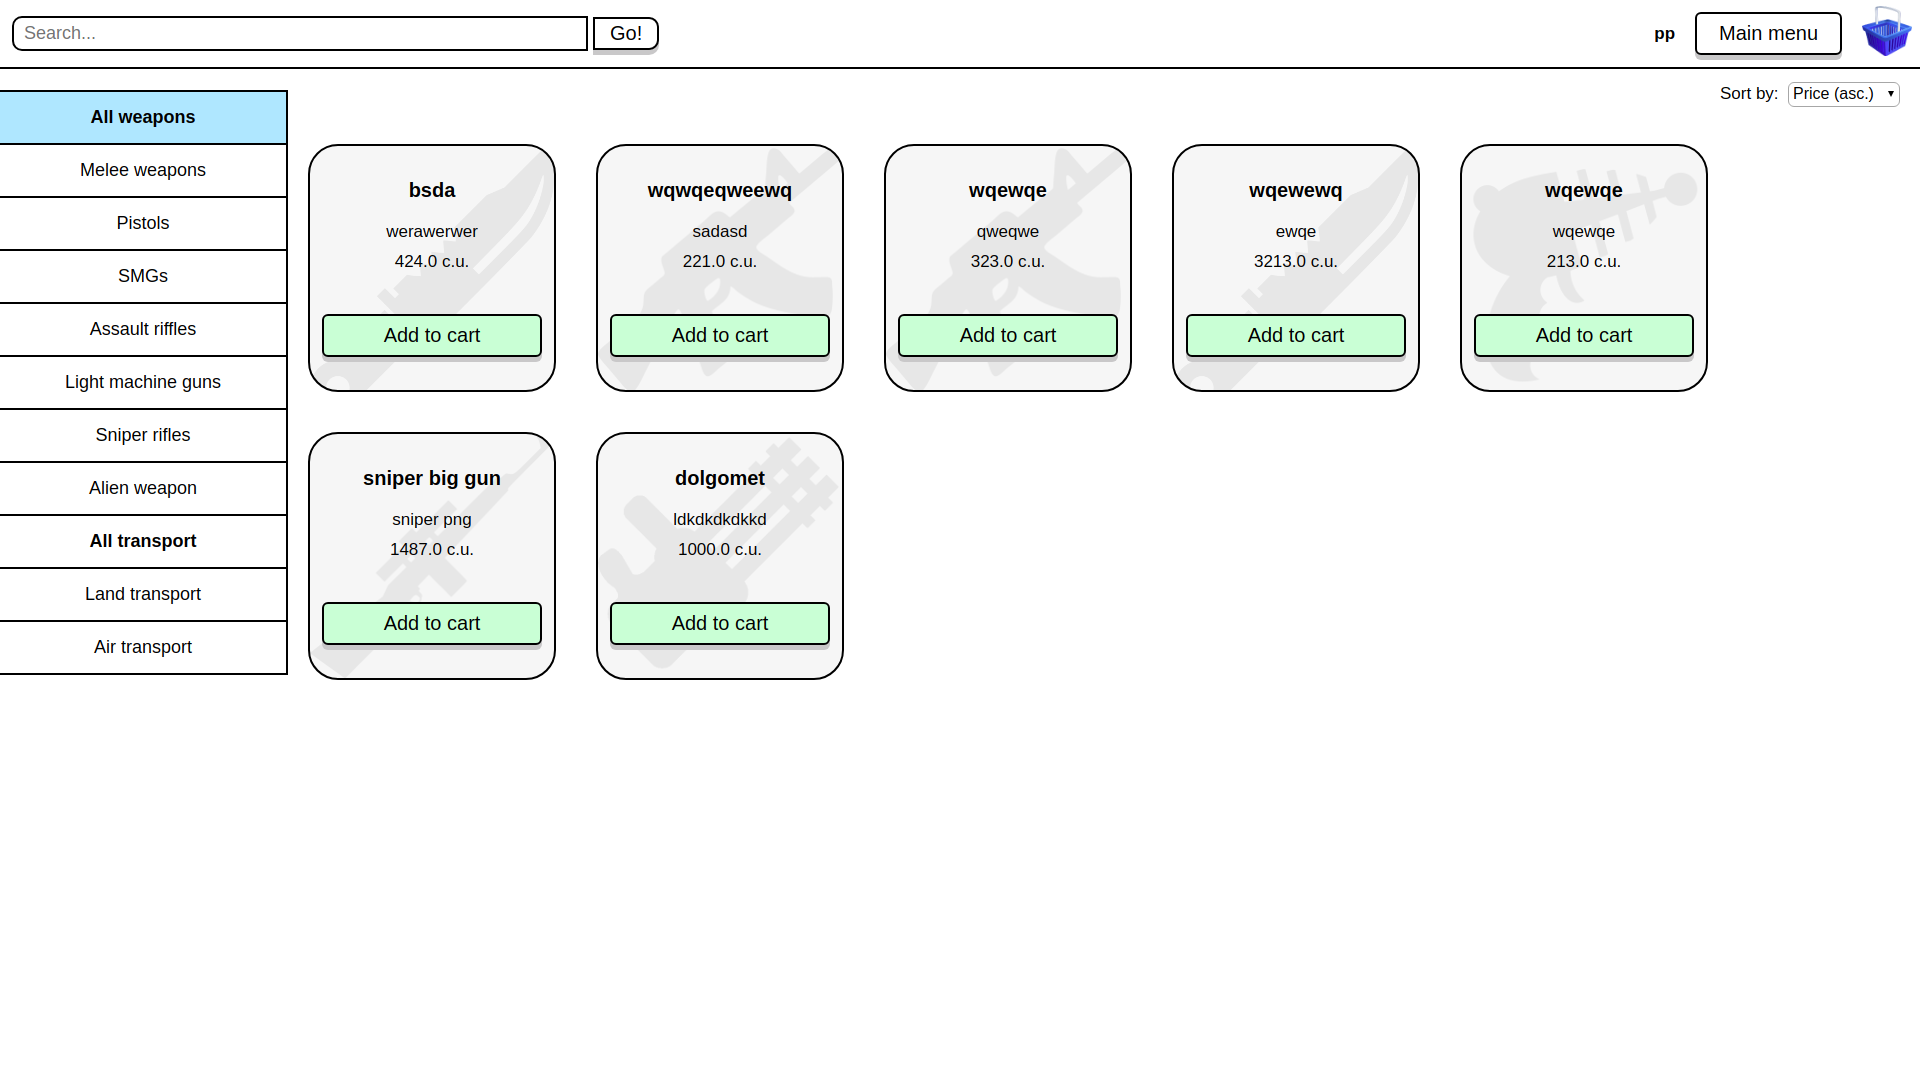 Search...
Go!
pp
Main menu
Sort by:
Price (asc.)
All weapons
Melee weapons
Pistols
SMGs
Assault riffles
Light machine guns
Sniper rifles
Alien weapon
All transport
Land transport
Air transport
bsda
werawerwer
424.0 c.u.
Add to cart
wqwqeqweewq
sadasd
221.0 c.u.
Add to cart
wqewqe
qweqwe
323.0 c.u.
Add to cart
wqewewq
ewqe
3213.0 c.u.
Add to cart
wqewqe
wqewqe
213.0 c.u.
Add to cart
sniper big gun
sniper png
1487.0 c.u.
Add to cart
dolgomet
ldkdkdkdkkd
1000.0 c.u.
Add to cart